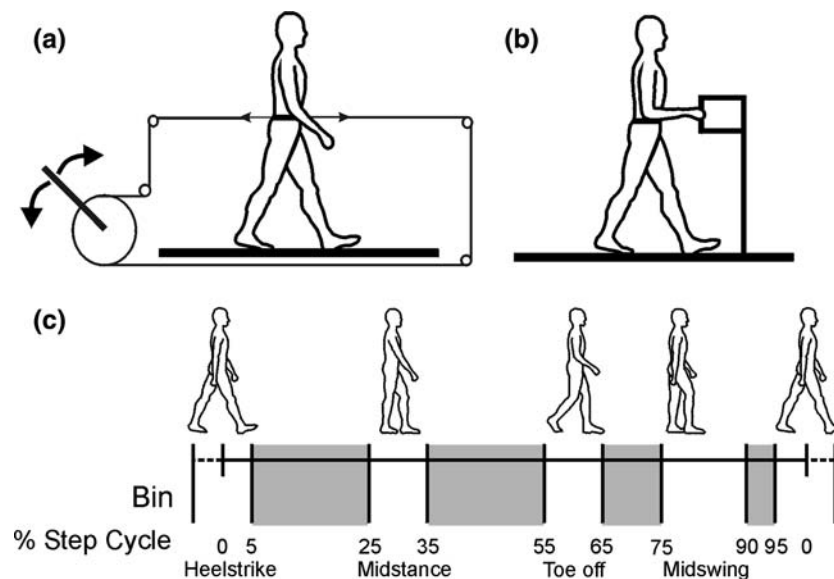 (a)
(b)
(c)
Bin
% Step Cycle 0 5 25 35 55 65 75 90 95 0
Heelstrike Midstance Toe off Midswing